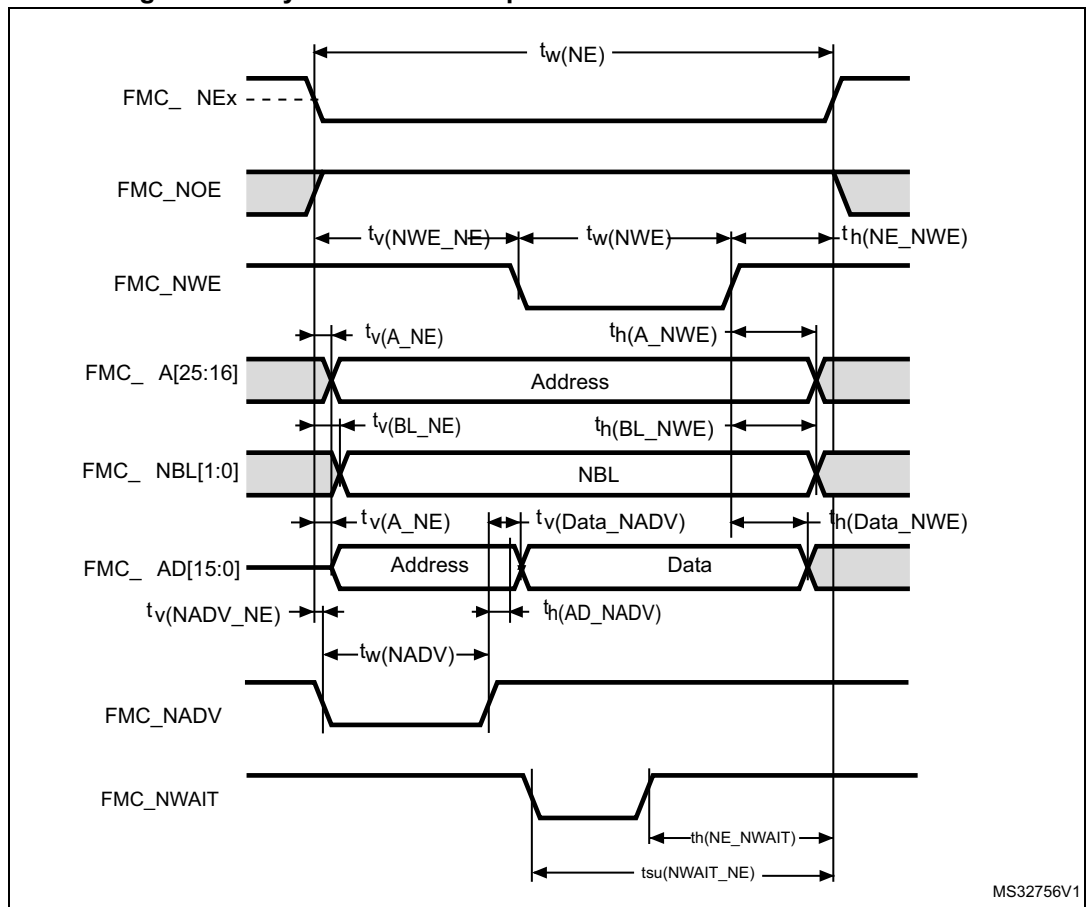 tw(NE)
FMC_ NEx
FMC_NOE
tv(NWE_NE)
tw(NWE)
th(NE_NWE)
FMC_NWE
tv(A_NE)
th(A_NWE)
FMC_ A[25:16]
Address
tv(BL_NE)
th(BL_NWE)
FMC_ NBL[1:0]
NBL
tv(A_NE)
tv(Data_NADV)
th(Data_NWE)
FMC_ AD[15:0]
Address
Data
tv(NADV_NE)
th(AD_NADV)
tw(NADV)
FMC_NADV
FMC_NWAIT
th(NE_NWAIT)
tsu(NWAIT_NE)
MS32756V1